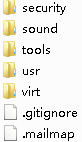 security
sound
tools
usr
virt
.gitignore
.mailmap